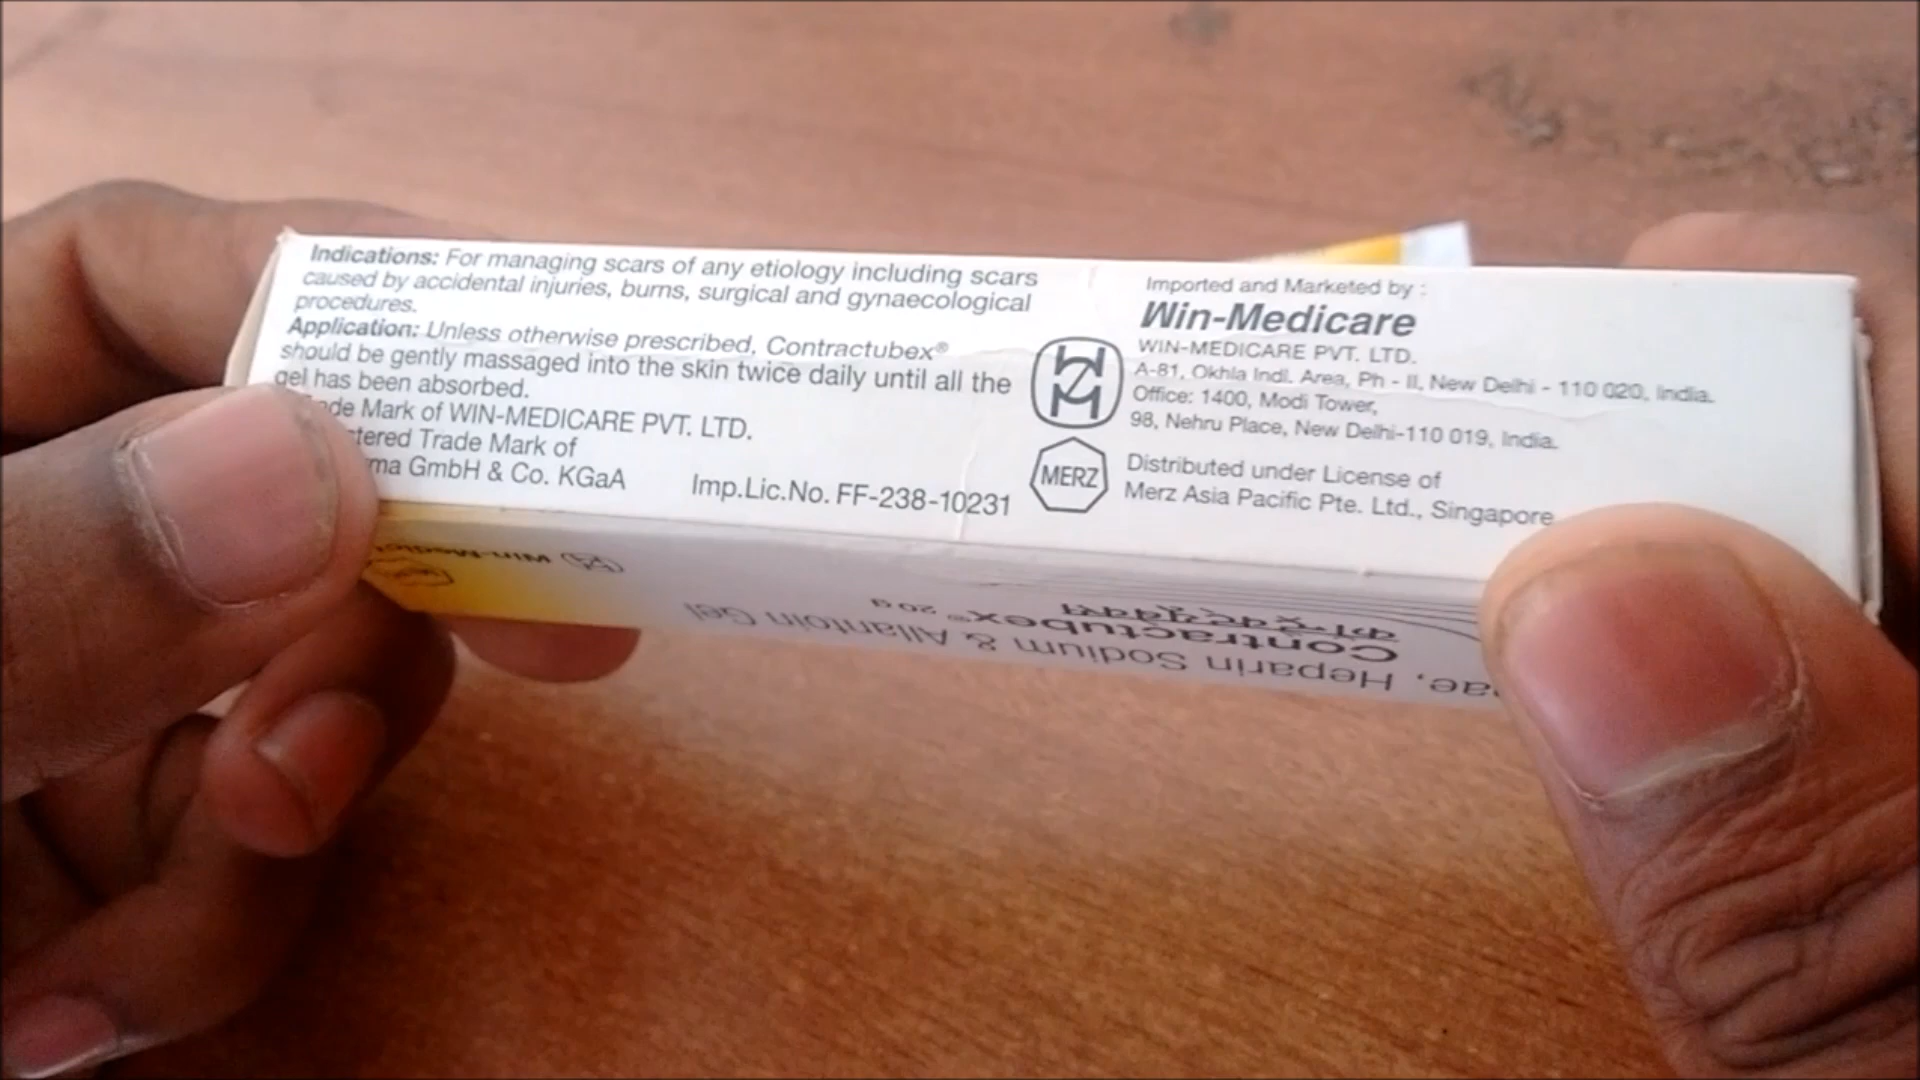 Indications: For managing scars of any etiology including scars
caused by accidental injuries, burns, surgical and gynaecological
procedures.
Application: Unless otherwise prescribed, Contractubex®
should be gently massaged into the skin twice daily until all the
gel has been absorbed.
Mark of WIN-MEDICARE PVT. LTD.
Trade Mark of
GmbH & Co. KGaA
Imp.Lic.No. FF-238-10231
Imported and Marketed by :
Win-Medicare
WIN-MEDICARE PVT. LTD.
A-81, Okhla Indl. Area, Ph - II, New Delhi - 110 020, India.
Office: 1400, Modi Tower,
98, Nehru Place, New Delhi-110 019, India.
MERZ
Distributed under License of
Merz Asia Pacific Pte. Ltd., Singapore
Heparin Sodium & Allantoin Gel
Contractubex® 20 g
Win-Medicare